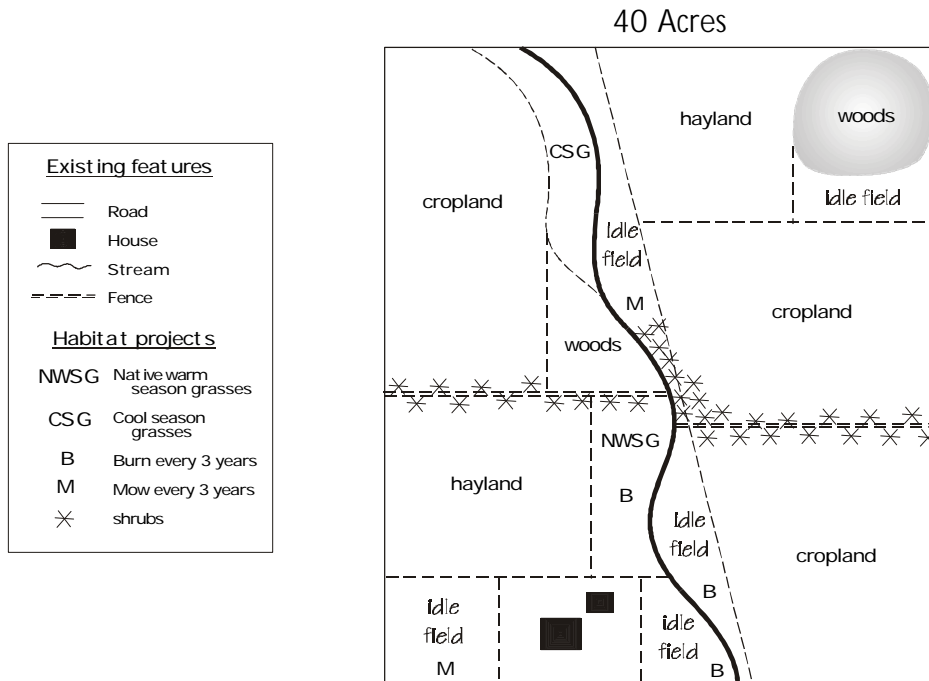 40 Acres
Existing features
Road
House
Stream
Fence
Habitat projects
NWSG Native warm
season grasses
CSG Cool season
grasses
B Burn every 3 years
M Mow every 3 years
shrubs
hayland
woods
CSG
cropland
idle field
Idle
field
M
cropland
woods
NWSG
hayland
B
Idle
field
cropland
B
idle
field
M
idle
field
B